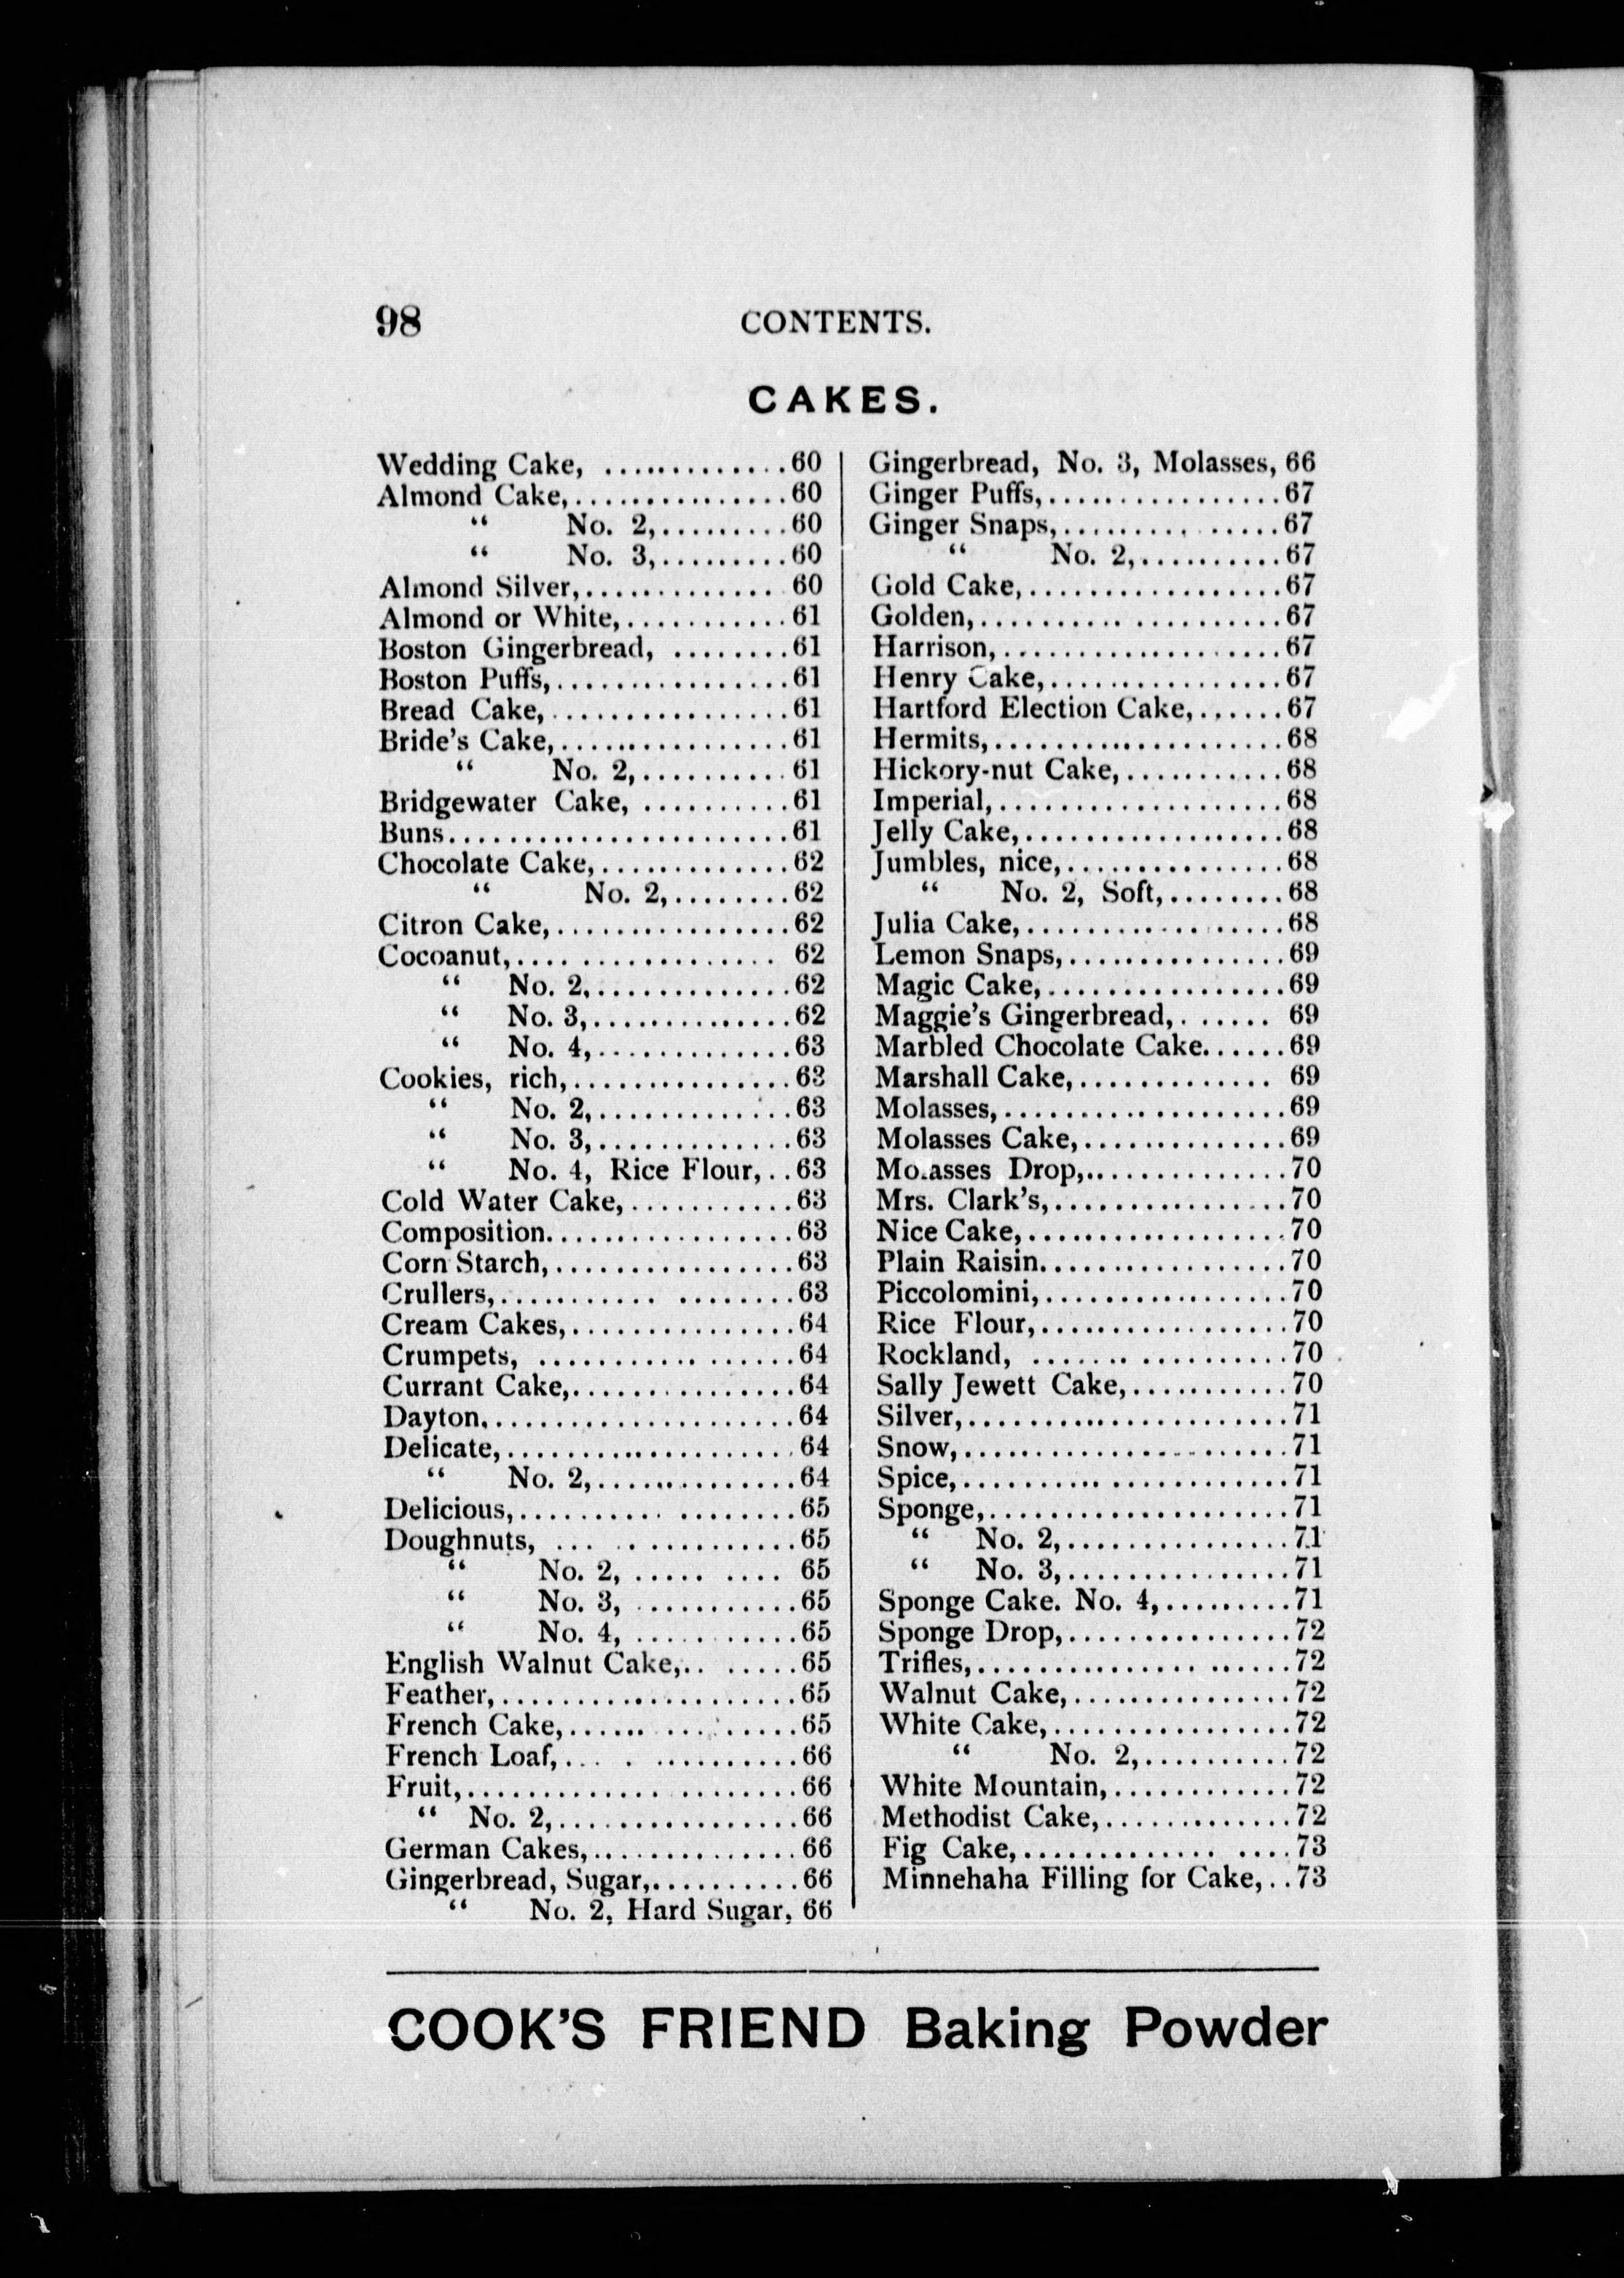 98 CONTENTS.
CAKES.
Wedding Cake, .............60
Almond Cake,...............60
“ No. 2,.........60
“ No. 3,.........60
Almond Silver,............. 60
Almond or White,...........61
Boston Gingerbread, ........61
Boston Puffs,................61
Bread Cake,................61
Bride's Cake,...............61
“ No. 2,..........61
Bridgewater Cake, ..........61
Buns.......................61
Chocolate Cake,.............62
“ No. 2,........62
Citron Cake,................62
Cocoanut,.................. 62
“ No. 2,.............62
“ No. 3,.............62
“ No. 4,.............63
Cookies, rich,...............63
“ No. 2,.............63
“ No. 3,.............63
“ No. 4, Rice Flour,..63
Cold Water Cake,...........63
Composition.................63
Corn Starch,................63
Crullers,........... ........63
Cream Cakes,...............64
Crumpets, .................64
Currant Cake,...............64
Dayton.....................64
Delicate,...................64
“ No. 2,.............64
Delicious,.......... ........65
Doughnuts, ... ............65
“ No. 2, ..... .... 65
“ No. 3, ...........65
“ No. 4, ...........65
English Walnut Cake,.. ......65
Feather,....................65
French Cake,...... ........65
French Loaf,... . ..........66
Fruit,......................66
“ No. 2,................66
German Cakes,..............66
Gingerbread, Sugar,..........66
“ No. 2, Hard Sugar, 66
Gingerbread, No. 3, Molasses, 66
Ginger Puffs,................67
Ginger Snaps,......... ......67
“ No. 2,..........67
Gold Cake,.................67
Golden,....................67
Harrison,...................67
Henry Cake,................67
Hartford Election Cake,......67
Hermits,...................68
Hickory-nut Cake,...........68
Imperial,...................68
Jelly Cake,..................68
Jumbles, nice,...............68
“ No. 2, Soft,........68
Julia Cake,.................68
Lemon Snaps,...............69
Magic Cake,................69
Maggie's Gingerbread,....... 69
Marbled Chocolate Cake......69
Marshall Cake,............. 69
Molasses,...................69
Molasses Cake,..............69
Molasses Drop,..............70
Mrs. Clark's,................70
Nice Cake,..................70
Plain Raisin.................70
Piccolomini,................70
Rice Flour,.................70
Rockland, ....... ..........70
Sally Jewett Cake,...........70
Silver,......................71
Snow,......................71
Spice,......................71
Sponge,....................71
“ No. 2,...............71
“ No. 3,...............71
Sponge Cake. No. 4,.........71
Sponge Drop,...............72
Trifles,.....................72
Walnut Cake,...............72
White Cake,................72
“ No. 2,..........72
White Mountain,............72
Methodist Cake,.............72
Fig Cake,............. ....73
Minnehaha Filling for Cake,..73
COOK'S FRIEND Baking Powder